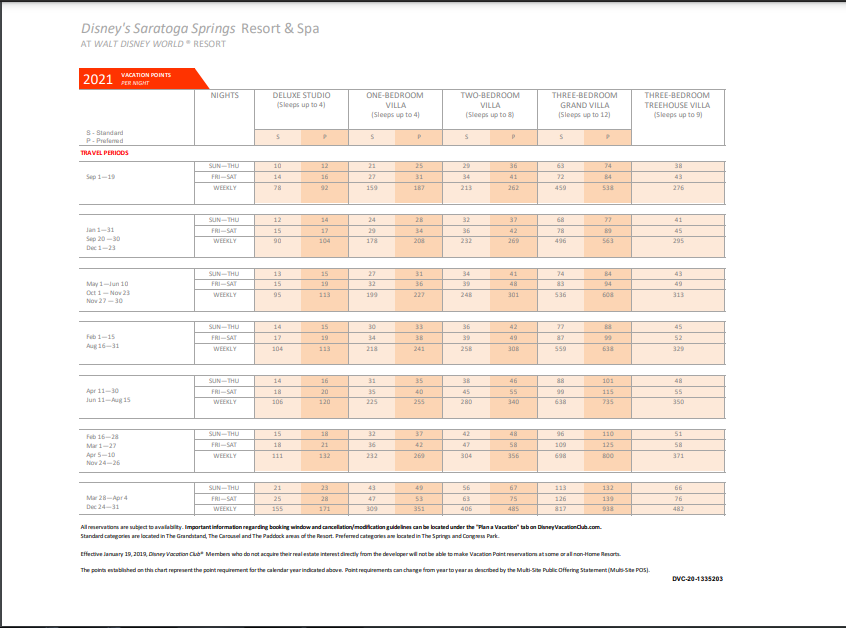 Disney's Saratoga Springs Resort & Spa
AT WALT DISNEY WORLD® RESORT
2021 VACATION POINTS
PER NIGHT
NIGHTS DELUXE STUDIO ONE-BEDROOM TWO-BEDROOM THREE-BEDROOM THREE-BEDROOM
(Sleeps up to 4) VILLA VILLA GRAND VILLA TREEHOUSE VILLA
(Sleeps up to 4) (Sleeps up to 8) (Sleeps up to 12) (Sleeps up to 9)
S - Standard
P - Preferred
S P S P S P S P
TRAVEL PERIODS
Sep 1—19
SUN—THU 10 12 21 25 29 36 63 74 38
FRI—SAT 14 16 27 31 34 41 72 84 43
WEEKLY 78 92 159 187 213 262 459 538 276
Jan 1—31
Sep 20 —30
Dec 1—23
SUN—THU 12 14 24 28 32 37 68 77 41
FRI—SAT 15 17 29 34 36 42 78 89 45
WEEKLY 90 104 178 208 232 269 496 563 295
May 1—Jun 10
Oct 1 — Nov 23
Nov 27 — 30
SUN—THU 13 15 27 31 34 41 74 84 43
FRI—SAT 15 19 32 36 39 48 83 94 49
WEEKLY 95 113 199 227 248 301 536 608 313
Feb 1—15
Aug 16—31
SUN—THU 14 15 30 33 36 42 77 88 45
FRI—SAT 17 19 34 38 39 49 87 99 52
WEEKLY 104 113 218 241 258 308 559 638 329
Apr 11—30
Jun 11—Aug 15
SUN—THU 14 16 31 35 38 46 88 101 48
FRI—SAT 18 20 35 40 45 55 99 115 55
WEEKLY 106 120 225 255 280 340 638 735 350
Feb 16—28
Mar 1—27
Apr 5—10
Nov 24—26
SUN—THU 15 18 32 37 42 48 96 110 51
FRI—SAT 18 21 36 42 47 58 109 125 58
WEEKLY 111 132 232 269 304 356 698 800 371
Mar 28—Apr 4
Dec 24—31
SUN—THU 21 23 43 49 56 67 113 132 66
FRI—SAT 25 28 47 53 63 75 126 139 76
WEEKLY 155 171 309 351 406 485 817 938 482
All reservations are subject to availability. Important information regarding booking window and cancellation/modification guidelines can be located under the "Plan a Vacation" tab on DisneyVacationClub.com.
Standard categories are located in The Grandstand, The Carousel and The Paddock areas of the Resort. Preferred categories are located in The Springs and Congress Park.
Effective January 19, 2019, Disney Vacation Club® Members who do not acquire their real estate interest directly from the developer will not be able to make Vacation Point reservations at some or all non-Home Resorts.
The points established on this chart represent the point requirement for the calendar year indicated above. Point requirements can change from year to year as described by the Multi-Site Public Offering Statement (Multi-Site POS).
DVC-20-1335203